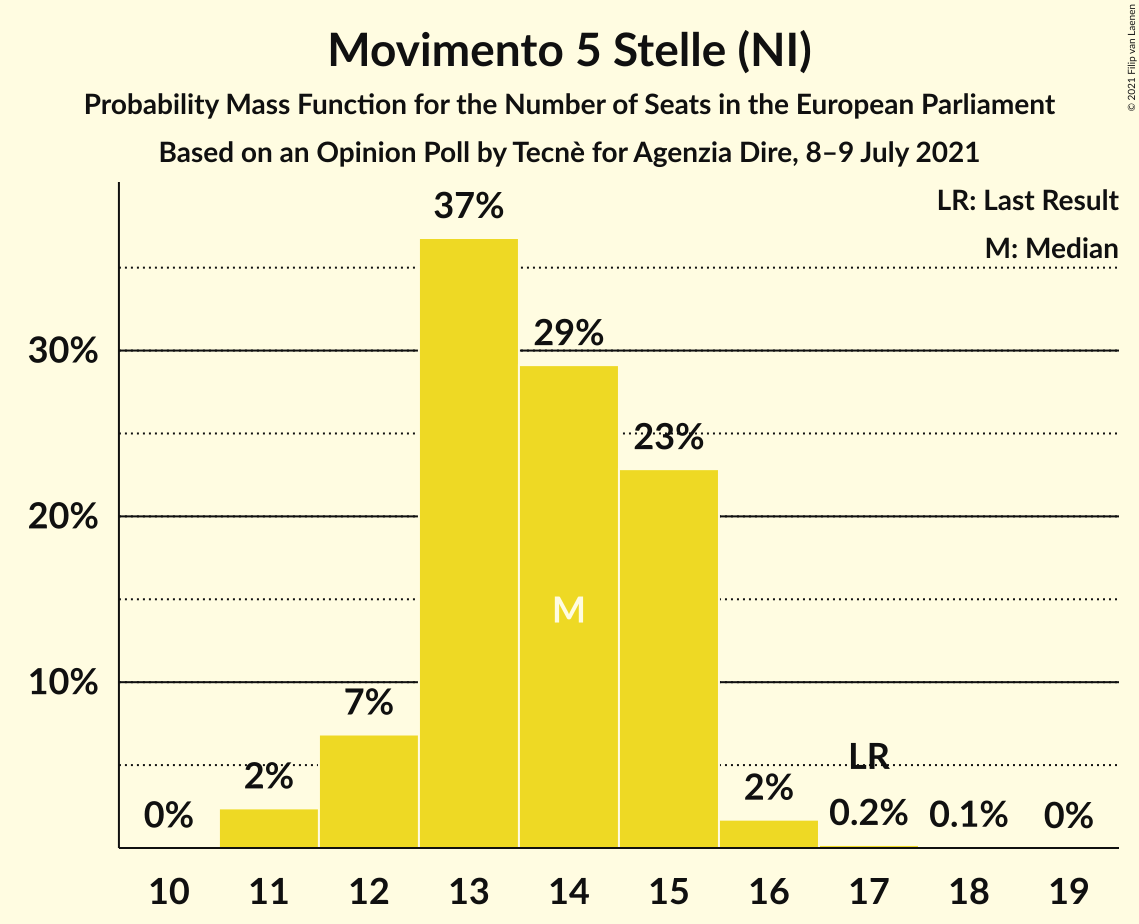 Movimento 5 Stelle (NI)
Probability Mass Function for the Number of Seats in the European Parliament
Based on an Opinion Poll by Tecnè for Agenzia Dire, 8–9 July 2021
© 2021 Filip van Laenen
LR: Last Result
M: Median
30%
20%
10%
0%
2%
7%
37%
29%
M
23%
2%
LR
0.2%
0.1%
0%
10 11 12 13 14 15 16 17 18 19